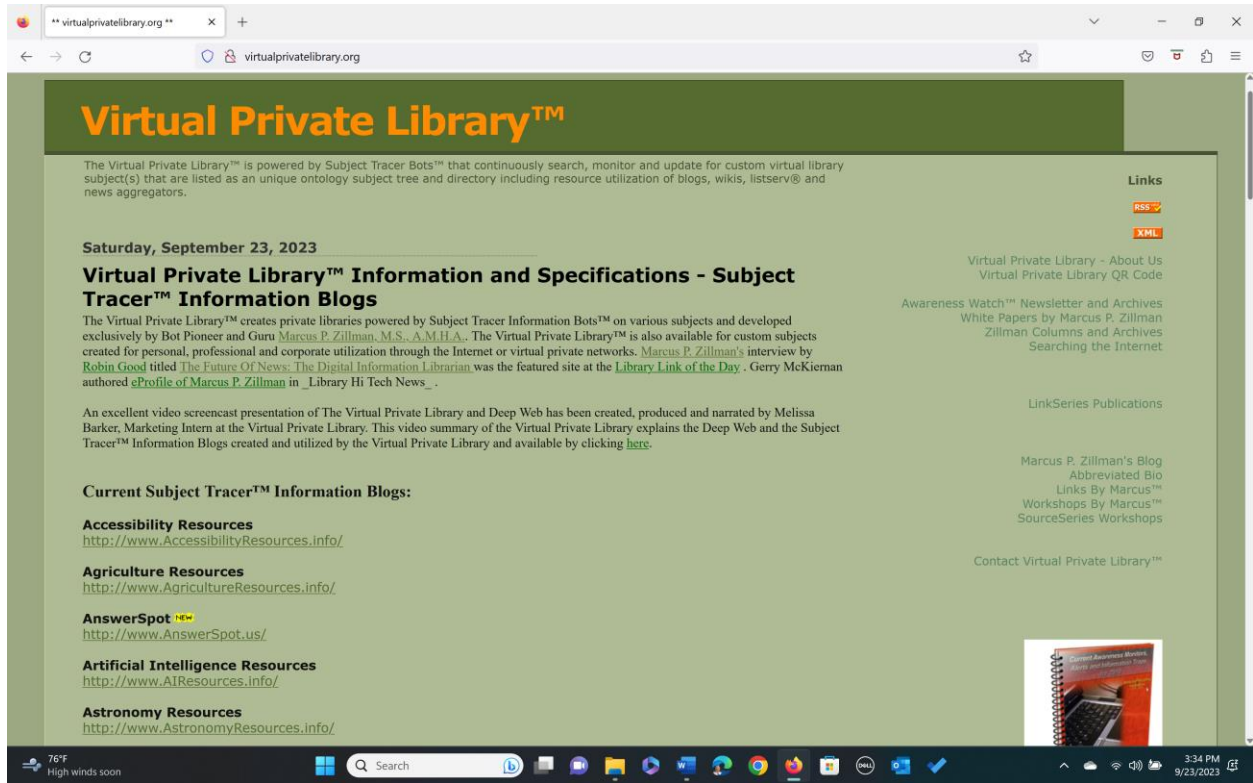 ** virtualprivatelibrary.org **
virtualprivatelibrary.org
Virtual Private Library™
The Virtual Private Library™ is powered by Subject Tracer Bots™ that continuously search, monitor and update for custom virtual library
subject(s) that are listed as an unique ontology subject tree and directory including resource utilization of blogs, wikis, listserv® and
news aggregators.
Saturday, September 23, 2023
Virtual Private Library™ Information and Specifications - Subject
Tracer™ Information Blogs
The Virtual Private Library™ creates private libraries powered by Subject Tracer Information Bots™ on various subjects and developed
exclusively by Bot Pioneer and Guru Marcus P. Zillman, M.S., A.M.H.A.. The Virtual Private Library™ is also available for custom subjects
created for personal, professional and corporate utilization through the Internet or virtual private networks. Marcus P. Zillman's interview by
Robin Good titled The Future Of News: The Digital Information Librarian was the featured site at the Library Link of the Day . Gerry McKiernan
authored eProfile of Marcus P. Zillman in _Library Hi Tech News_ .
An excellent video screencast presentation of The Virtual Private Library and Deep Web has been created, produced and narrated by Melissa
Barker, Marketing Intern at the Virtual Private Library. This video summary of the Virtual Private Library explains the Deep Web and the Subject
Tracer™ Information Blogs created and utilized by the Virtual Private Library and available by clicking here.
Current Subject Tracer™ Information Blogs:
Accessibility Resources
http://www.AccessibilityResources.info/
Agriculture Resources
http://www.AgricultureResources.info/
AnswerSpot NEW
http://www.AnswerSpot.us/
Artificial Intelligence Resources
http://www.AIResources.info/
Astronomy Resources
http://www.AstronomyResources.info/
Links
RSS
XML
Virtual Private Library - About Us
Virtual Private Library QR Code
Awareness Watch™ Newsletter and Archives
White Papers by Marcus P. Zillman
Zillman Columns and Archives
Searching the Internet
LinkSeries Publications
Marcus P. Zillman's Blog
Abbreviated Bio
Links By Marcus™
Workshops By Marcus™
SourceSeries Workshops
Contact Virtual Private Library™
Current Awareness Monitors,
Alerts and Information Traps
76°F
High winds soon
Search
DELL
3:34 PM
9/23/2023